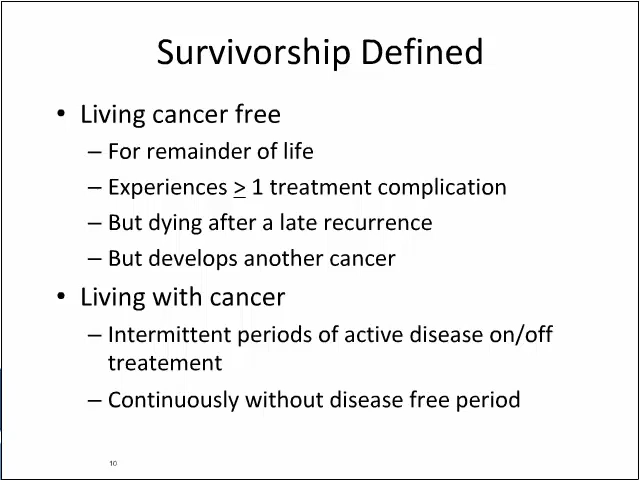 Survivorship Defined
• Living cancer free
– For remainder of life
– Experiences > 1 treatment complication
– But dying after a late recurrence
– But develops another cancer
• Living with cancer
– Intermittent periods of active disease on/off
treatement
– Continuously without disease free period
10